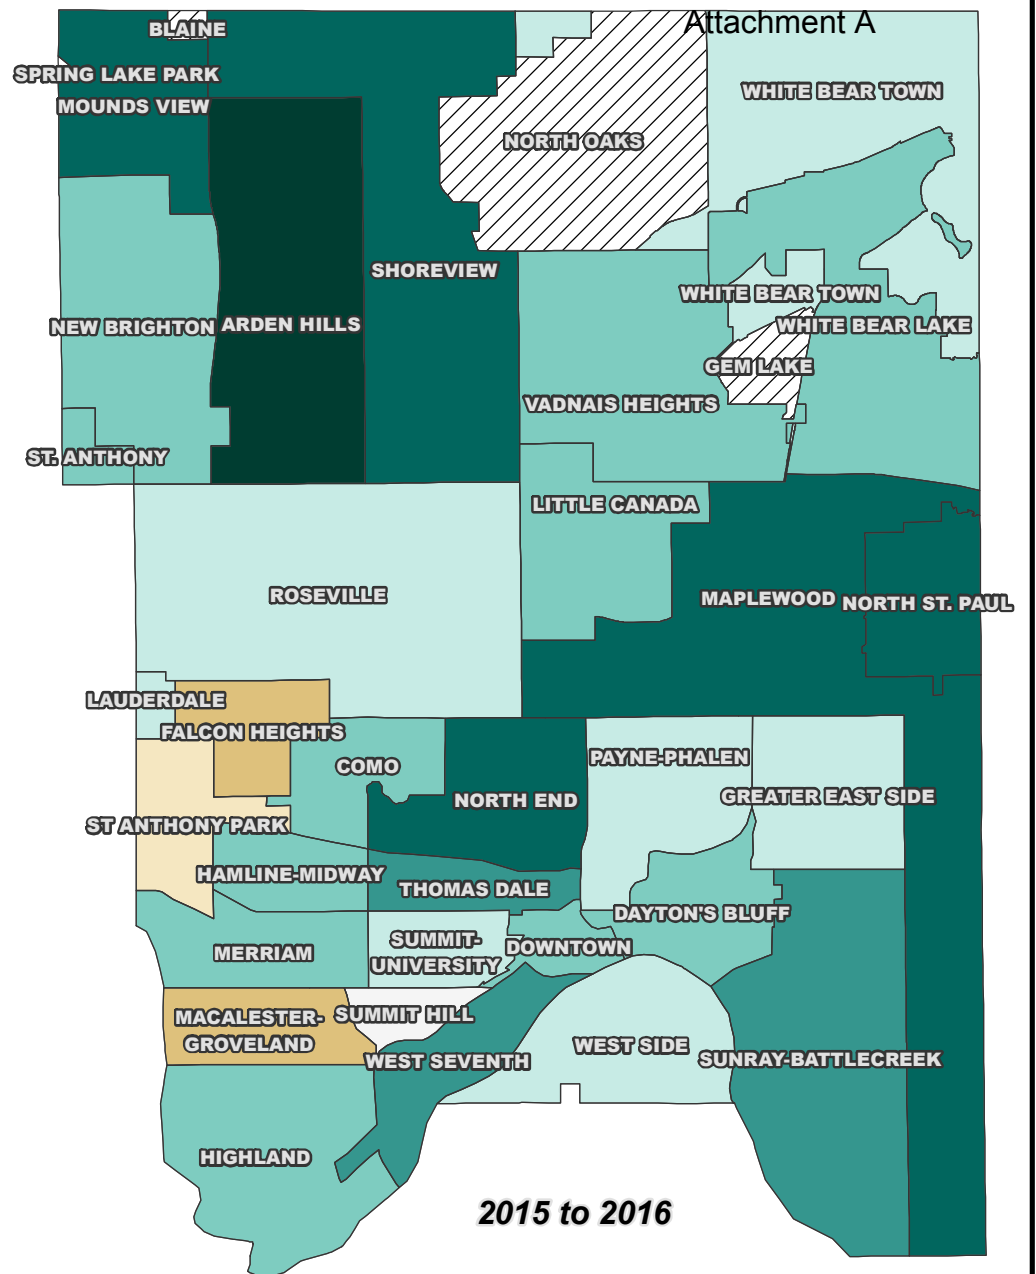 Attachment A
BLAINE
SPRING LAKE PARK
MOUNDS VIEW
WHITE BEAR TOWN
NORTH OAKS
SHOREVIEW
WHITE BEAR TOWN
NEW BRIGHTON
ARDEN HILLS
WHITE BEAR LAKE
GEM LAKE
VADNAIS HEIGHTS
ST. ANTHONY
LITTLE CANADA
ROSEVILLE
MAPLEWOOD
NORTH ST. PAUL
LAUDERDALE
FALCON HEIGHTS
COMO
PAYNE-PHALEN
NORTH END
GREATER EAST SIDE
ST ANTHONY PARK
HAMLINE-MIDWAY
THOMAS DALE
DAYTON'S BLUFF
MERRIAM
SUMMIT-
UNIVERSITY
DOWNTOWN
MACALESTER-
GROVELAND
SUMMIT HILL
WEST SEVENTH
WEST SIDE
SUNRAY-BATTLECREEK
HIGHLAND
2015 to 2016